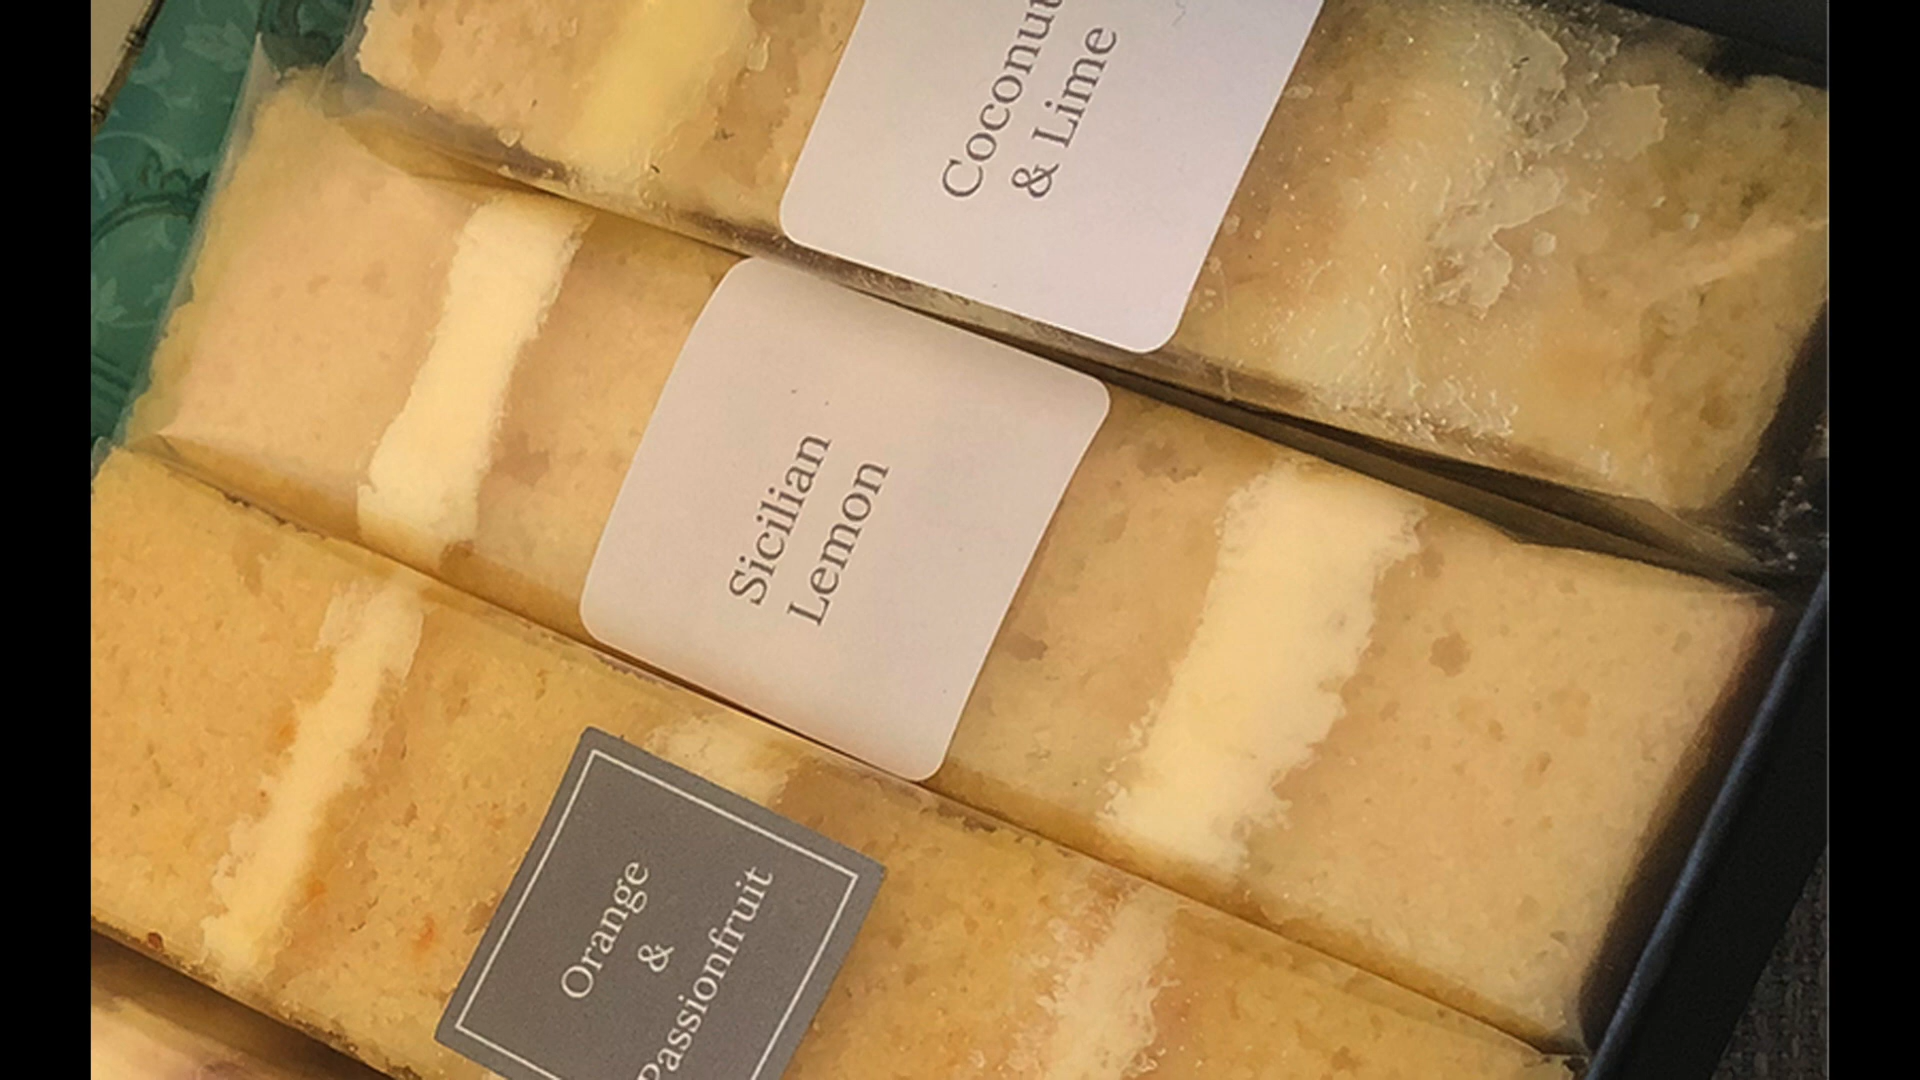 Coconut
& Lime
Sicilian
Lemon
Orange
&
Passionfruit